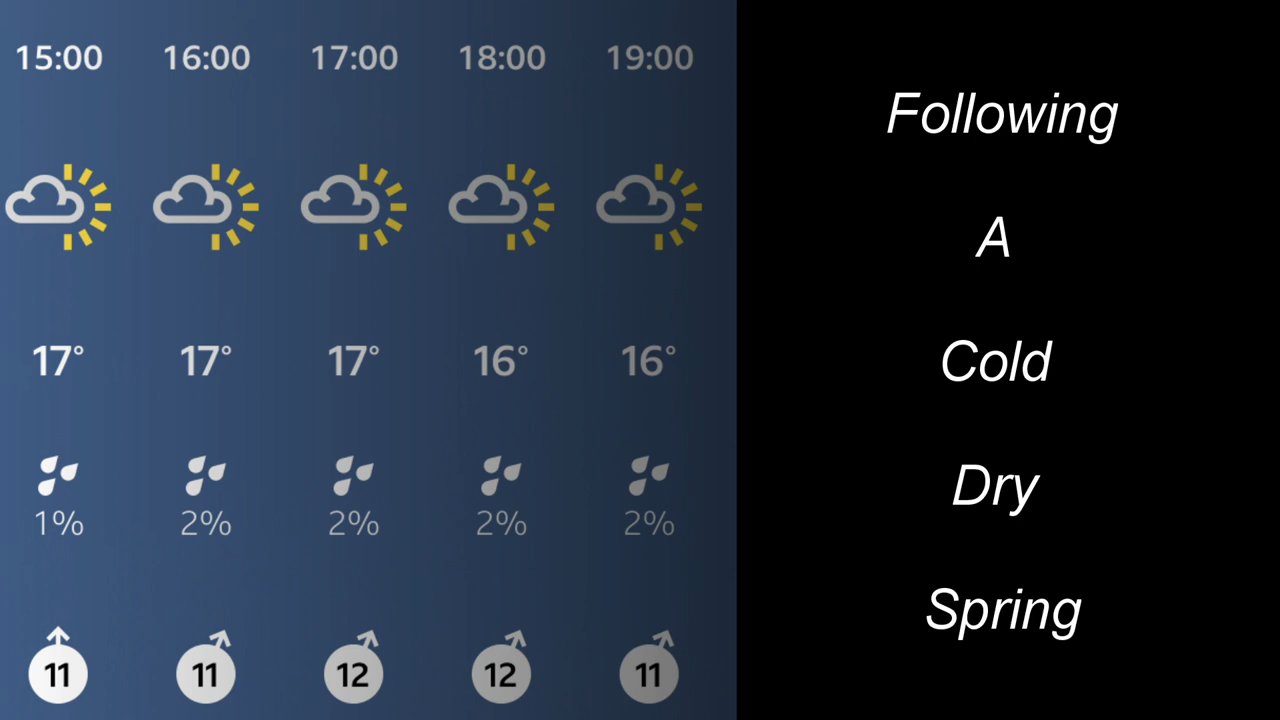 15:00 16:00 17:00 18:00 19:00
17° 17° 17° 16° 16°
1% 2% 2% 2% 2%
11 11 12 12 11
Following
A
Cold
Dry
Spring